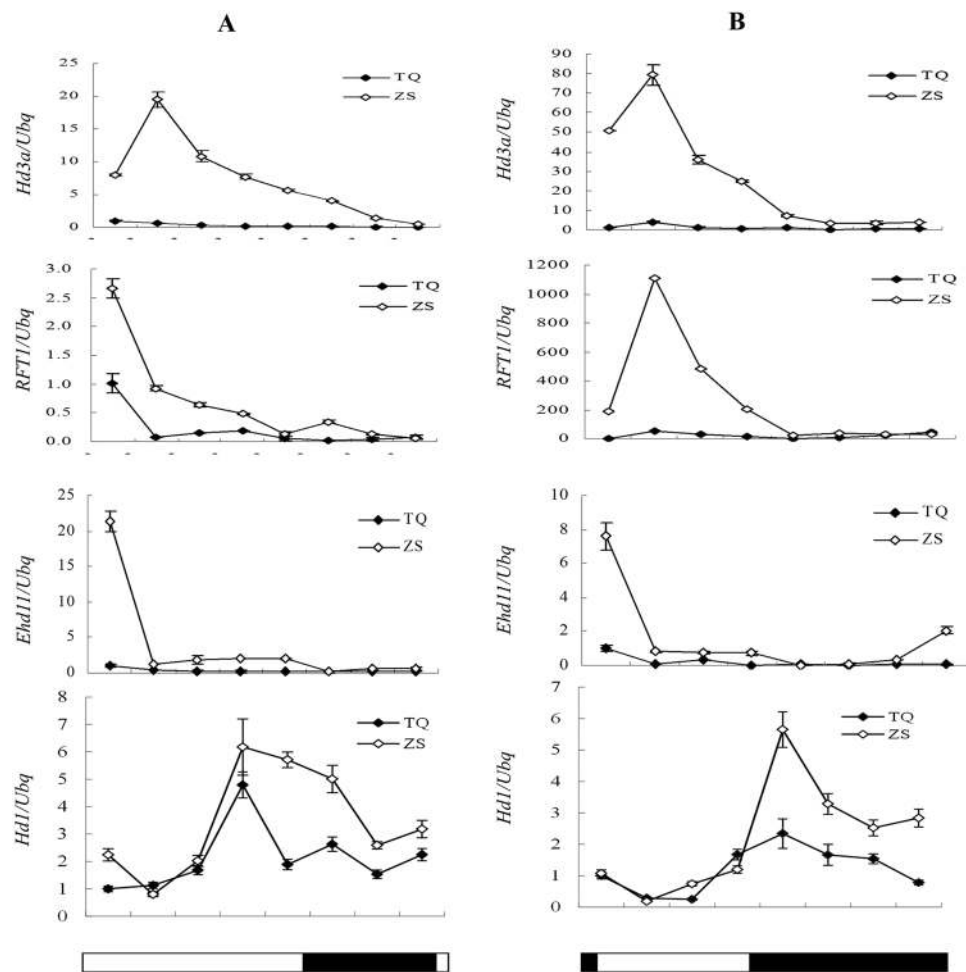 A
B
25
20
15
10
5
0
Hd3a/Ubq
TQ
ZS
90
80
70
60
50
40
30
20
10
0
Hd3a/Ubq
TQ
ZS
3.0
2.5
2.0
1.5
1.0
0.5
0.0
RFT1/Ubq
TQ
ZS
1200
1000
800
600
400
200
0
RFT1/Ubq
TQ
ZS
25
20
15
10
5
0
Ehd11/Ubq
TQ
ZS
10
8
6
4
2
0
Ehd11/Ubq
TQ
ZS
8
7
6
5
4
3
2
1
0
Hd1/Ubq
TQ
ZS
7
6
5
4
3
2
1
0
Hd1/Ubq
TQ
ZS